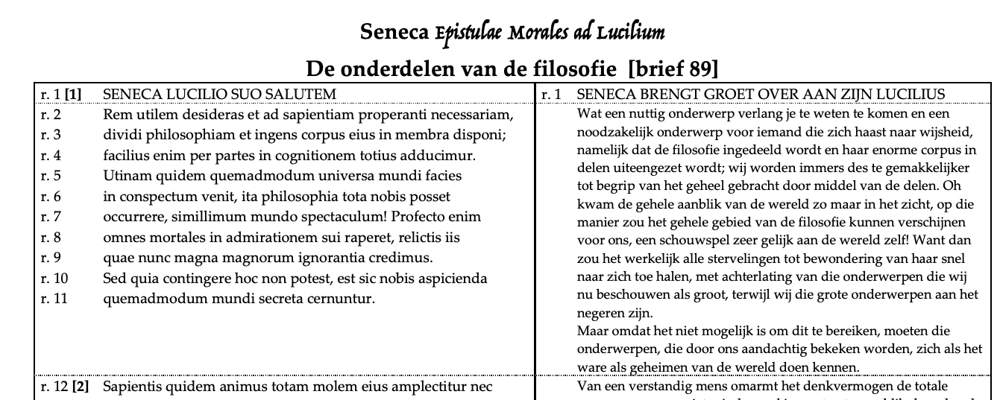 Seneca Epistulae Morales ad Lucilium
De onderdelen van de filosofie [brief 89]
r. 1 [1] SENECA LUCILIO SUO SALUTEM
r. 2 Rem utilem desideras et ad sapientiam properanti necessariam,
r. 3 dividi philosophiam et ingens corpus eius in membra disponi;
r. 4 facilius enim per partes in cognitionem totius adducimur.
r. 5 Utinam quidem quemadmodum universa mundi facies
r. 6 in conspectum venit, ita philosophia tota nobis posset
r. 7 occurrere, simillimum mundo spectaculum! Profecto enim
r. 8 omnes mortales in admirationem sui raperet, relictis iis
r. 9 quae nunc magna magnorum ignorantia credimus.
r. 10 Sed quia contingere hoc non potest, est sic nobis aspicienda
r. 11 quemadmodum mundi secreta cernuntur.
r. 12 [2] Sapientis quidem animus totam molem eius amplectitur nec
r. 1 SENECA BRENGT GROET OVER AAN ZIJN LUCILIUS
Wat een nuttig onderwerp verlang je te weten te komen en een
noodzakelijk onderwerp voor iemand die zich haast naar wijsheid,
namelijk dat de filosofie ingedeeld wordt en haar enorme corpus in
delen uiteengezet wordt; wij worden immers des te gemakkelijker
tot begrip van het geheel gebracht door middel van de delen. Oh
kwam de gehele aanblik van de wereld zo maar in het zicht, op die
manier zou het gehele gebied van de filosofie kunnen verschijnen
voor ons, een schouwspel zeer gelijk aan de wereld zelf! Want dan
zou het werkelijk alle stervelingen tot bewondering van haar snel
naar zich toe halen, met achterlating van die onderwerpen die wij
nu beschouwen als groot, terwijl wij die grote onderwerpen aan het
negeren zijn.
Maar omdat het niet mogelijk is om dit te bereiken, moeten die
onderwerpen, die door ons aandachtig bekeken worden, zich als het
ware als geheimen van de wereld doen kennen.
Van een verstandig mens omarmt het denkvermogen de totale